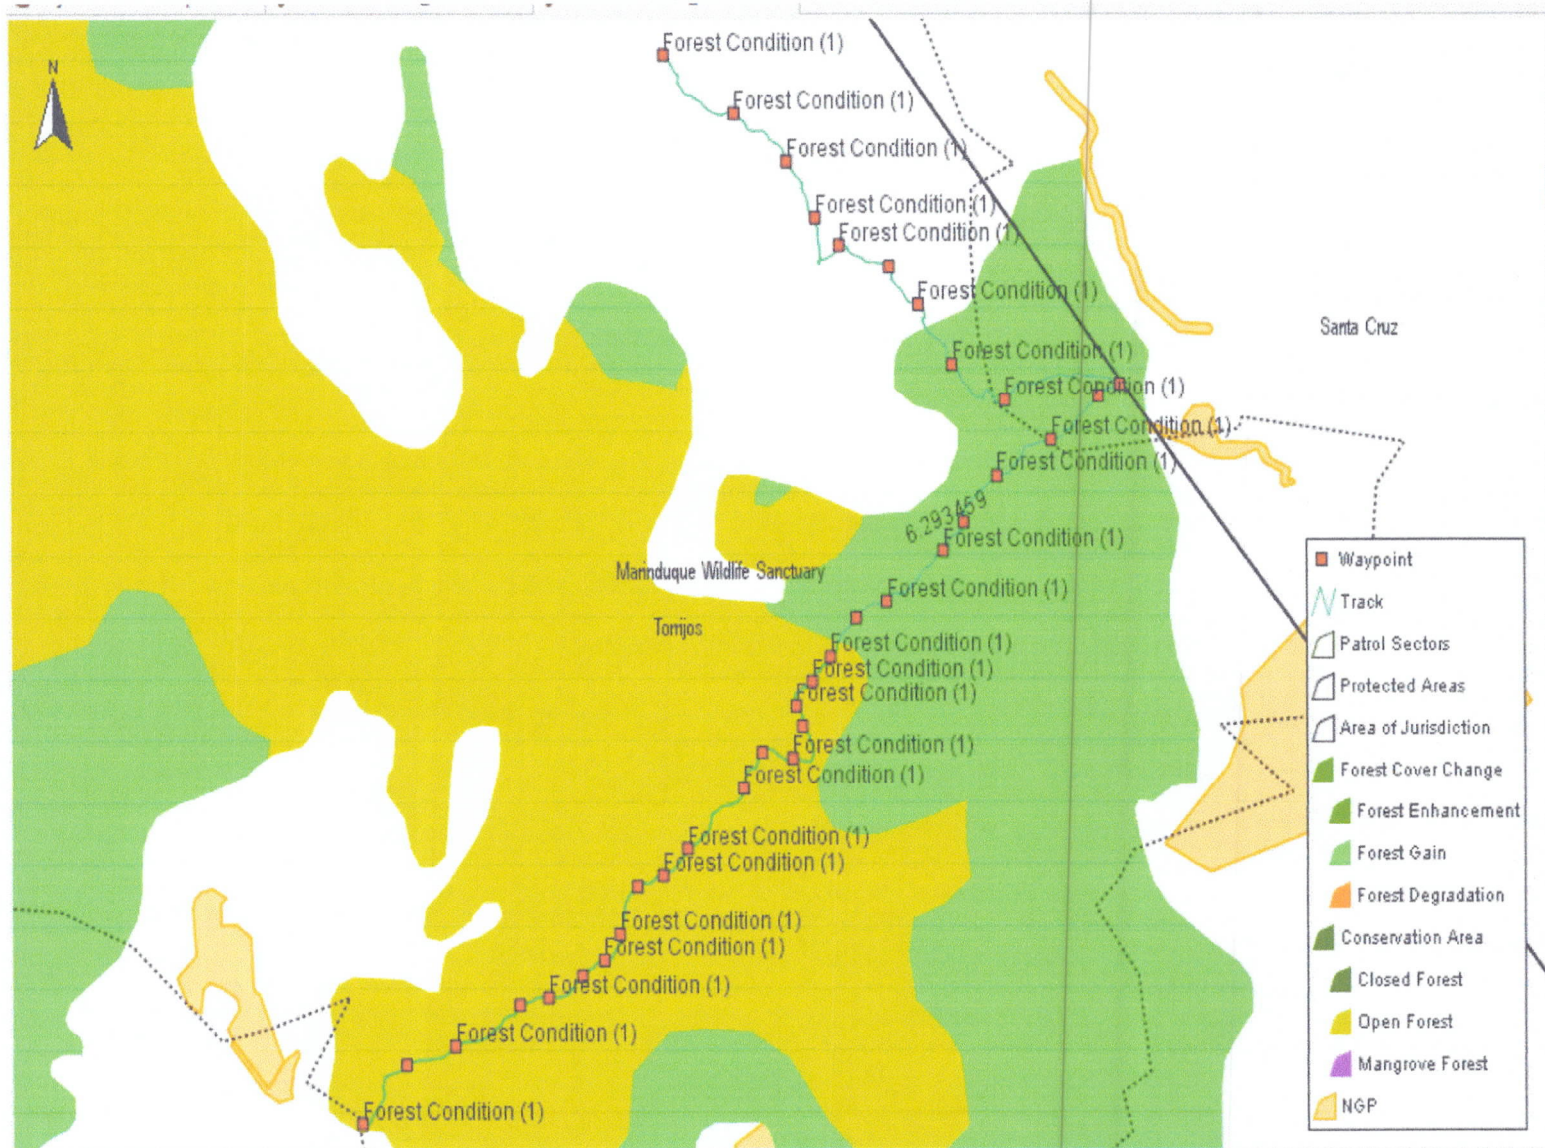 N
Forest Condition (1)
Forest Condition (1)
Forest Condition (1)
Forest Condition (1)
Forest Condition (1)
Forest Condition (1)
Santa Cruz
Forest Condition (1)
Forest Condition (1)
Forest Condition (1)
Forest Condition (1)
6.293459
Forest Condition (1)
Marinduque Wildlife Sanctuary
Forest Condition (1)
Torrijos
Forest Condition (1)
Forest Condition (1)
Forest Condition (1)
Forest Condition (1)
Forest Condition (1)
Forest Condition (1)
Forest Condition (1)
Forest Condition (1)
Forest Condition (1)
Forest Condition (1)
Forest Condition (1)
Forest Condition (1)
Waypoint
Track
Patrol Sectors
Protected Areas
Area of Jurisdiction
Forest Cover Change
Forest Enhancement
Forest Gain
Forest Degradation
Conservation Area
Closed Forest
Open Forest
Mangrove Forest
NGP